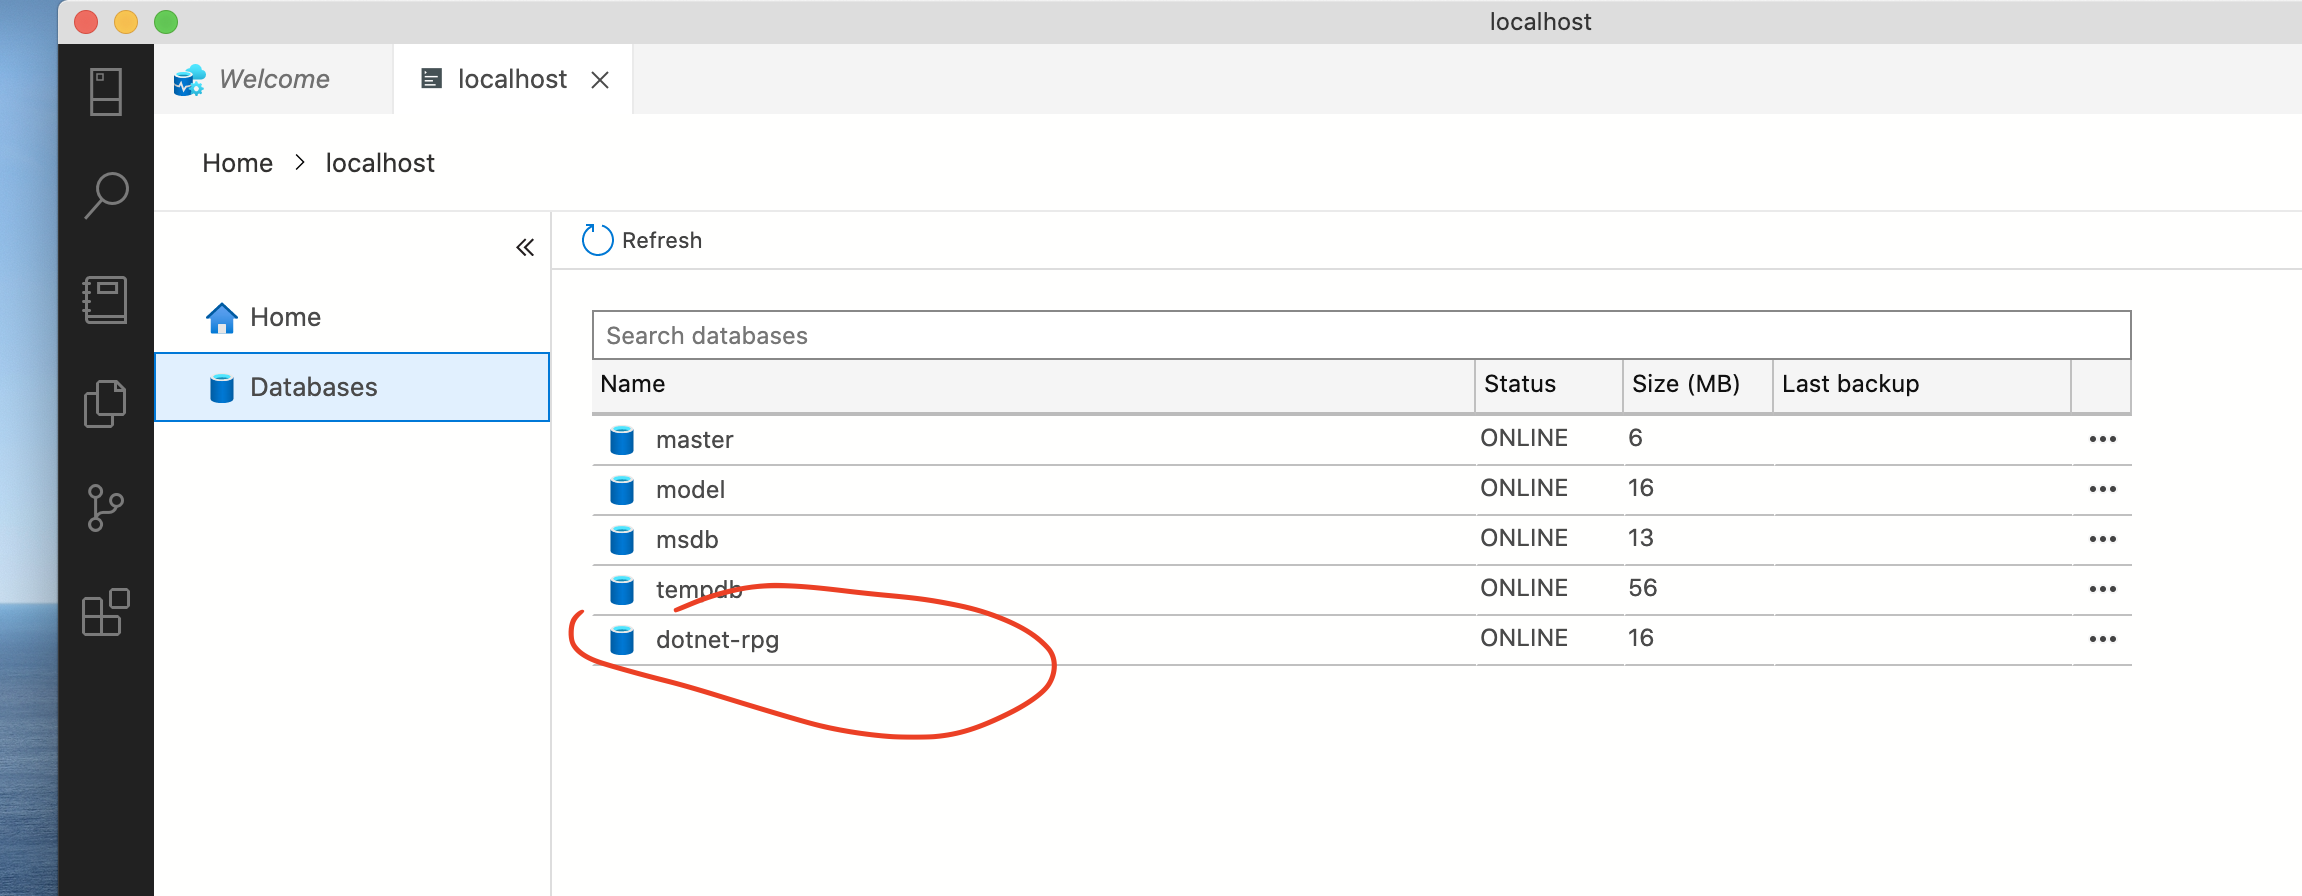 localhost
Welcome
localhost
Home > localhost
Refresh
Home
Databases
Search databases
Name Status Size (MB) Last backup
master ONLINE 6
model ONLINE 16
msdb ONLINE 13
tempdb ONLINE 56
dotnet-rpg ONLINE 16